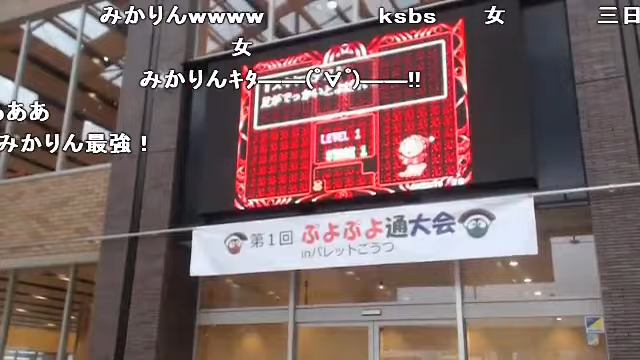 みかりんwwww
ksbs
女
三日
女
みかりんｷﾀ――(ﾟ∀ﾟ)――!!
ああ
みかりん最強！
LEVEL 1
STAGE 1
第1回 ぷよぷよ通大会
inパレットごうつ